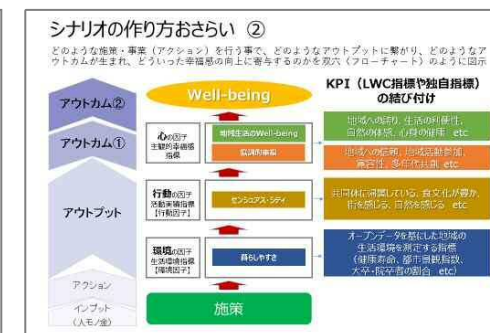 シナリオの作り方おさらい ②
どのような施策・事業（アクション）を行う事で、どのようなアウトプットに繋がり、どのようなア
ウトカムが生まれ、どういった幸福感の向上に寄与するのかを双六（フローチャート）のように図示
アウトカム②
アウトカム①
アウトプット
アクション
インプット
（人モノ金）
Well-being
心の因子
主観的幸福感
指標
地域生活のWell-being
協調的幸福
行動の因子
活動実績指標
【行動因子】
センシュアス・シティ
環境の因子
生活環境指標
【環境因子】
暮らしやすさ
施策
KPI（LWC指標や独自指標）
の結び付け
地域への誇り、生活の利便性、
自然の体感、心身の健康 etc
地域への信頼、地域活動参加、
寛容性、多世代共創 etc
共同体に帰属している、食文化が豊か、
街を感じる、自然を感じる etc
オープンデータを基にした地域の
生活環境を測定する指標
（健康寿命、都市景観指数、
大卒・院卒者の割合 etc）